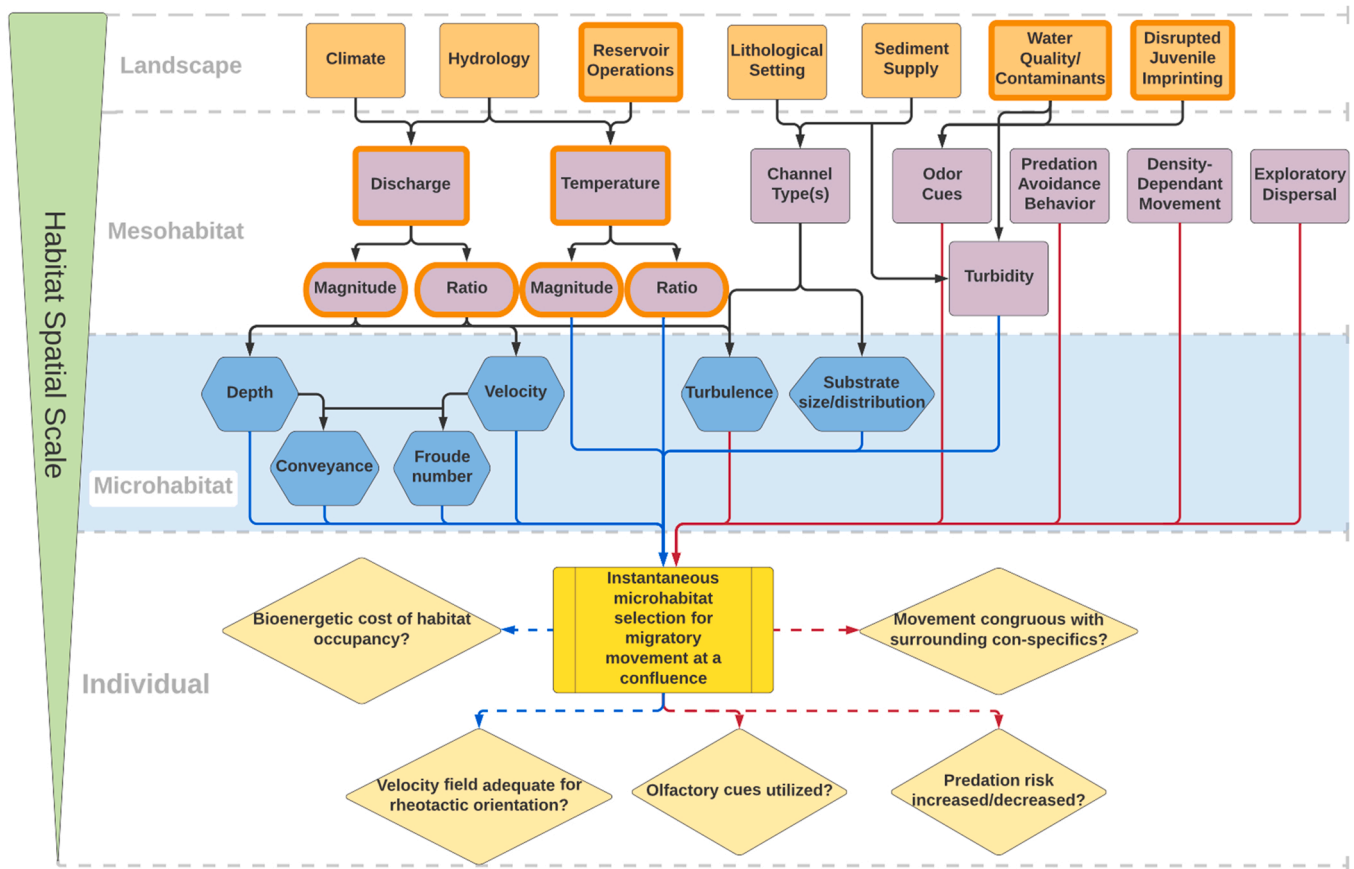 Habitat Spatial Scale
Landscape
Climate
Hydrology
Reservoir
Operations
Lithological
Setting
Sediment
Supply
Water
Quality/
Contaminants
Disrupted
Juvenile
Imprinting
Mesohabitat
Discharge
Temperature
Channel
Type(s)
Odor
Cues
Predation
Avoidance
Behavior
Density-
Dependant
Movement
Exploratory
Dispersal
Turbidity
Magnitude
Ratio
Magnitude
Ratio
Microhabitat
Depth
Velocity
Turbulence
Substrate
size/distribution
Conveyance
Froude
number
Individual
Instantaneous
microhabitat
selection for
migratory
movement at a
confluence
Bioenergetic cost of habitat
occupancy?
Movement congruous with
surrounding con-specifics?
Velocity field adequate for
rheotactic orientation?
Olfactory cues utilized?
Predation risk
increased/decreased?